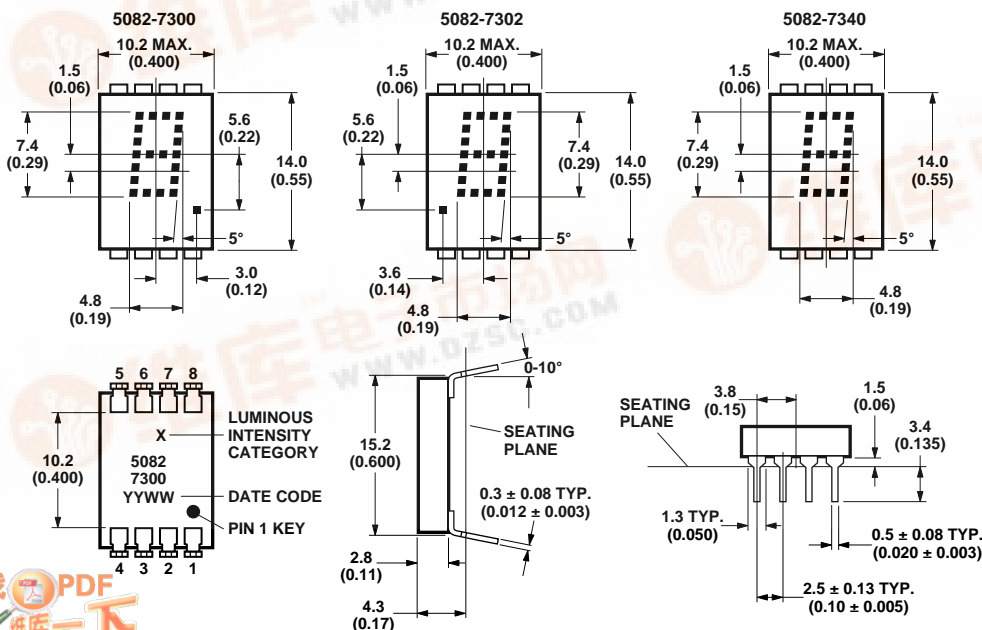 5082-7300
10.2 MAX.
(0.400)
1.5
(0.06)
7.4
(0.29)
5.6
(0.22)
14.0
(0.55)
5°
3.0
(0.12)
4.8
(0.19)
5082-7302
10.2 MAX.
(0.400)
1.5
(0.06)
5.6
(0.22)
7.4
(0.29)
14.0
(0.55)
5°
3.6
(0.14)
4.8
(0.19)
5082-7340
10.2 MAX.
(0.400)
1.5
(0.06)
7.4
(0.29)
14.0
(0.55)
5°
4.8
(0.19)
5 6 7 8
10.2
(0.400)
X
LUMINOUS
INTENSITY
CATEGORY
5082
7300
YYWW
DATE CODE
PIN 1 KEY
4 3 2 1
0-10°
15.2
(0.600)
SEATING
PLANE
0.3 ± 0.08 TYP.
(0.012 ± 0.003)
2.8
(0.11)
4.3
(0.17)
SEATING
PLANE
3.8
(0.15)
1.5
(0.06)
3.4
(0.135)
1.3 TYP.
(0.050)
0.5 ± 0.08 TYP.
(0.020 ± 0.003)
2.5 ± 0.13 TYP.
(0.10 ± 0.005)
维库电子市场网
WWW.DZSC.COM
PDF
一下